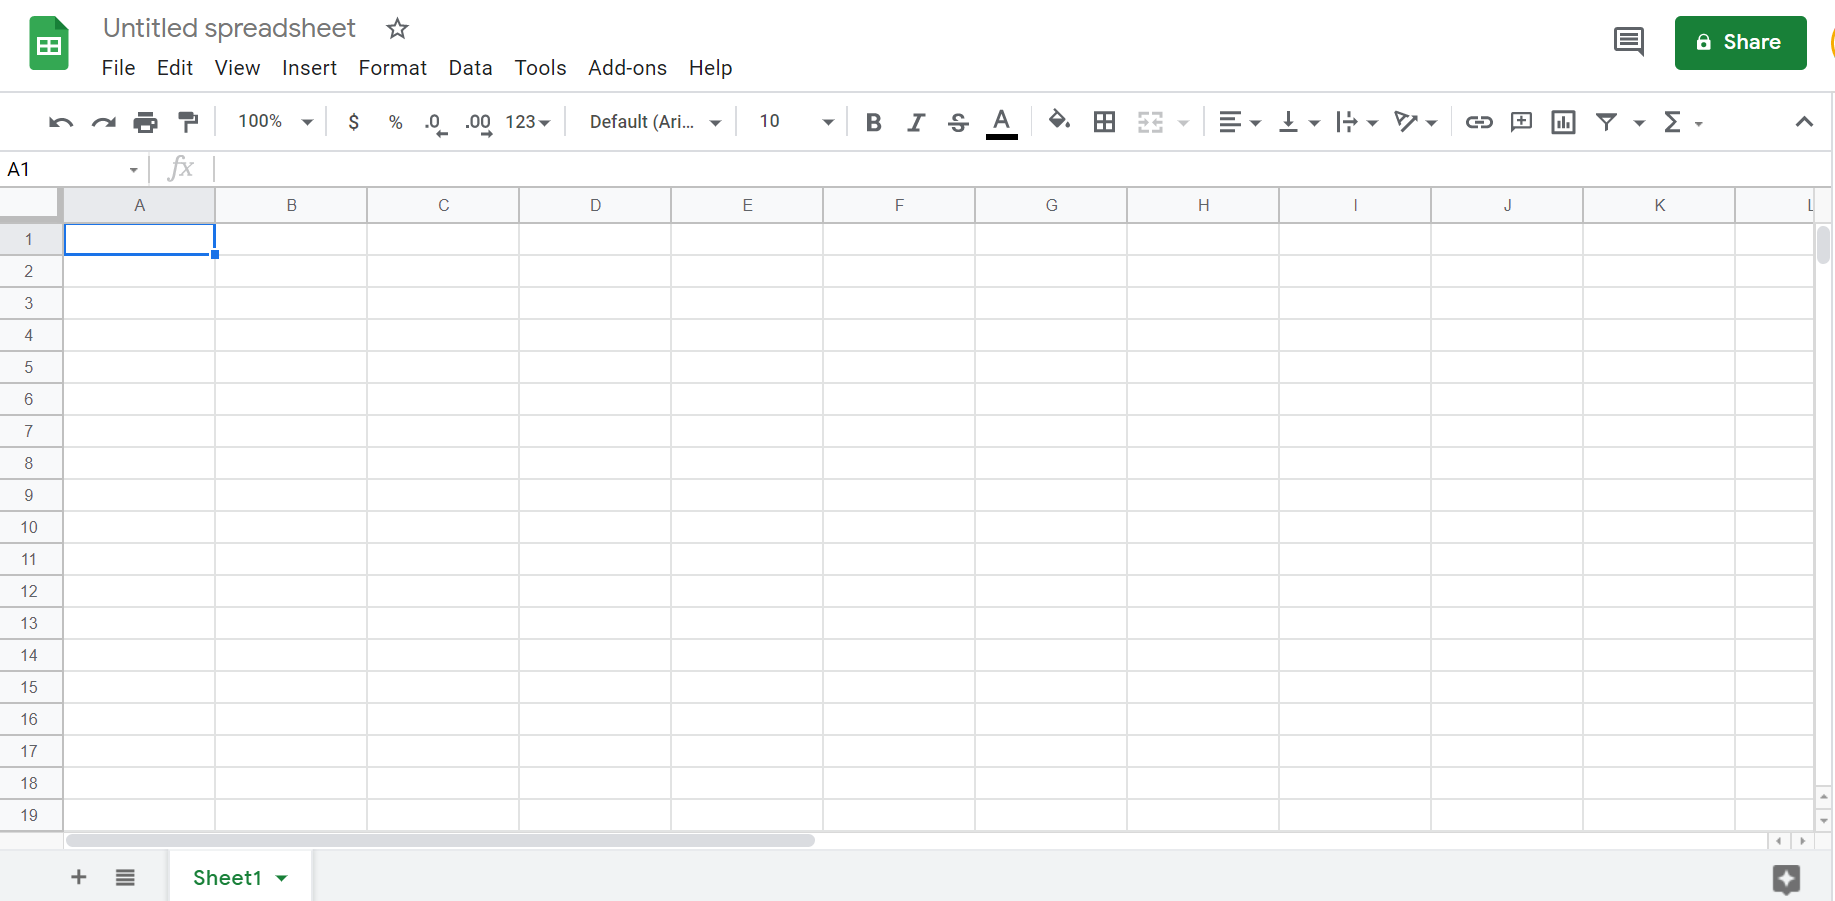 Untitled spreadsheet
File Edit View Insert Format Data Tools Add-ons Help
Share
100% $ % .0 .00 123 Default (Ari... 10 B I S A Σ
A1 fx
A B C D E F G H I J K L
1
2
3
4
5
6
7
8
9
10
11
12
13
14
15
16
17
18
19
Sheet1